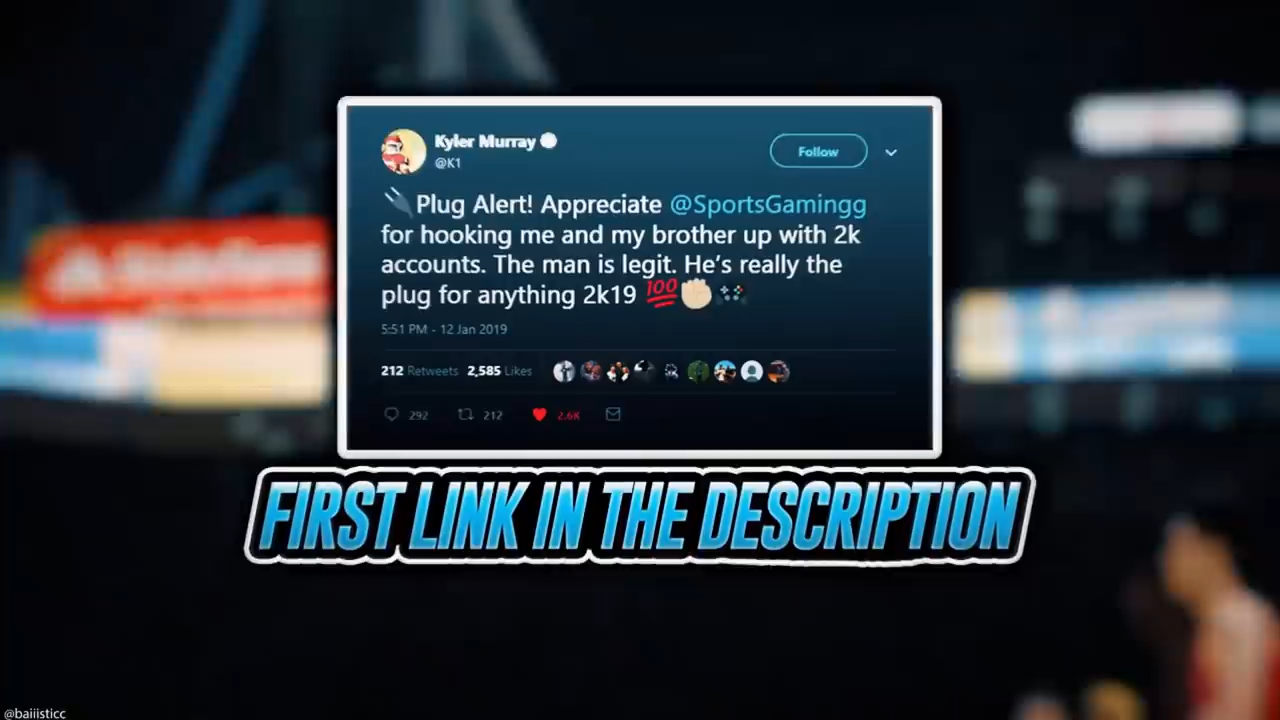 Kyler Murray
@K1
Follow
Plug Alert! Appreciate @SportsGamingg
for hooking me and my brother up with 2k
accounts. The man is legit. He’s really the
plug for anything 2k19 💯✊🏻🎮
5:51 PM - 12 Jan 2019
212 Retweets 2,585 Likes
292 212 2.6K
FIRST LINK IN THE DESCRIPTION
@baiiisticc